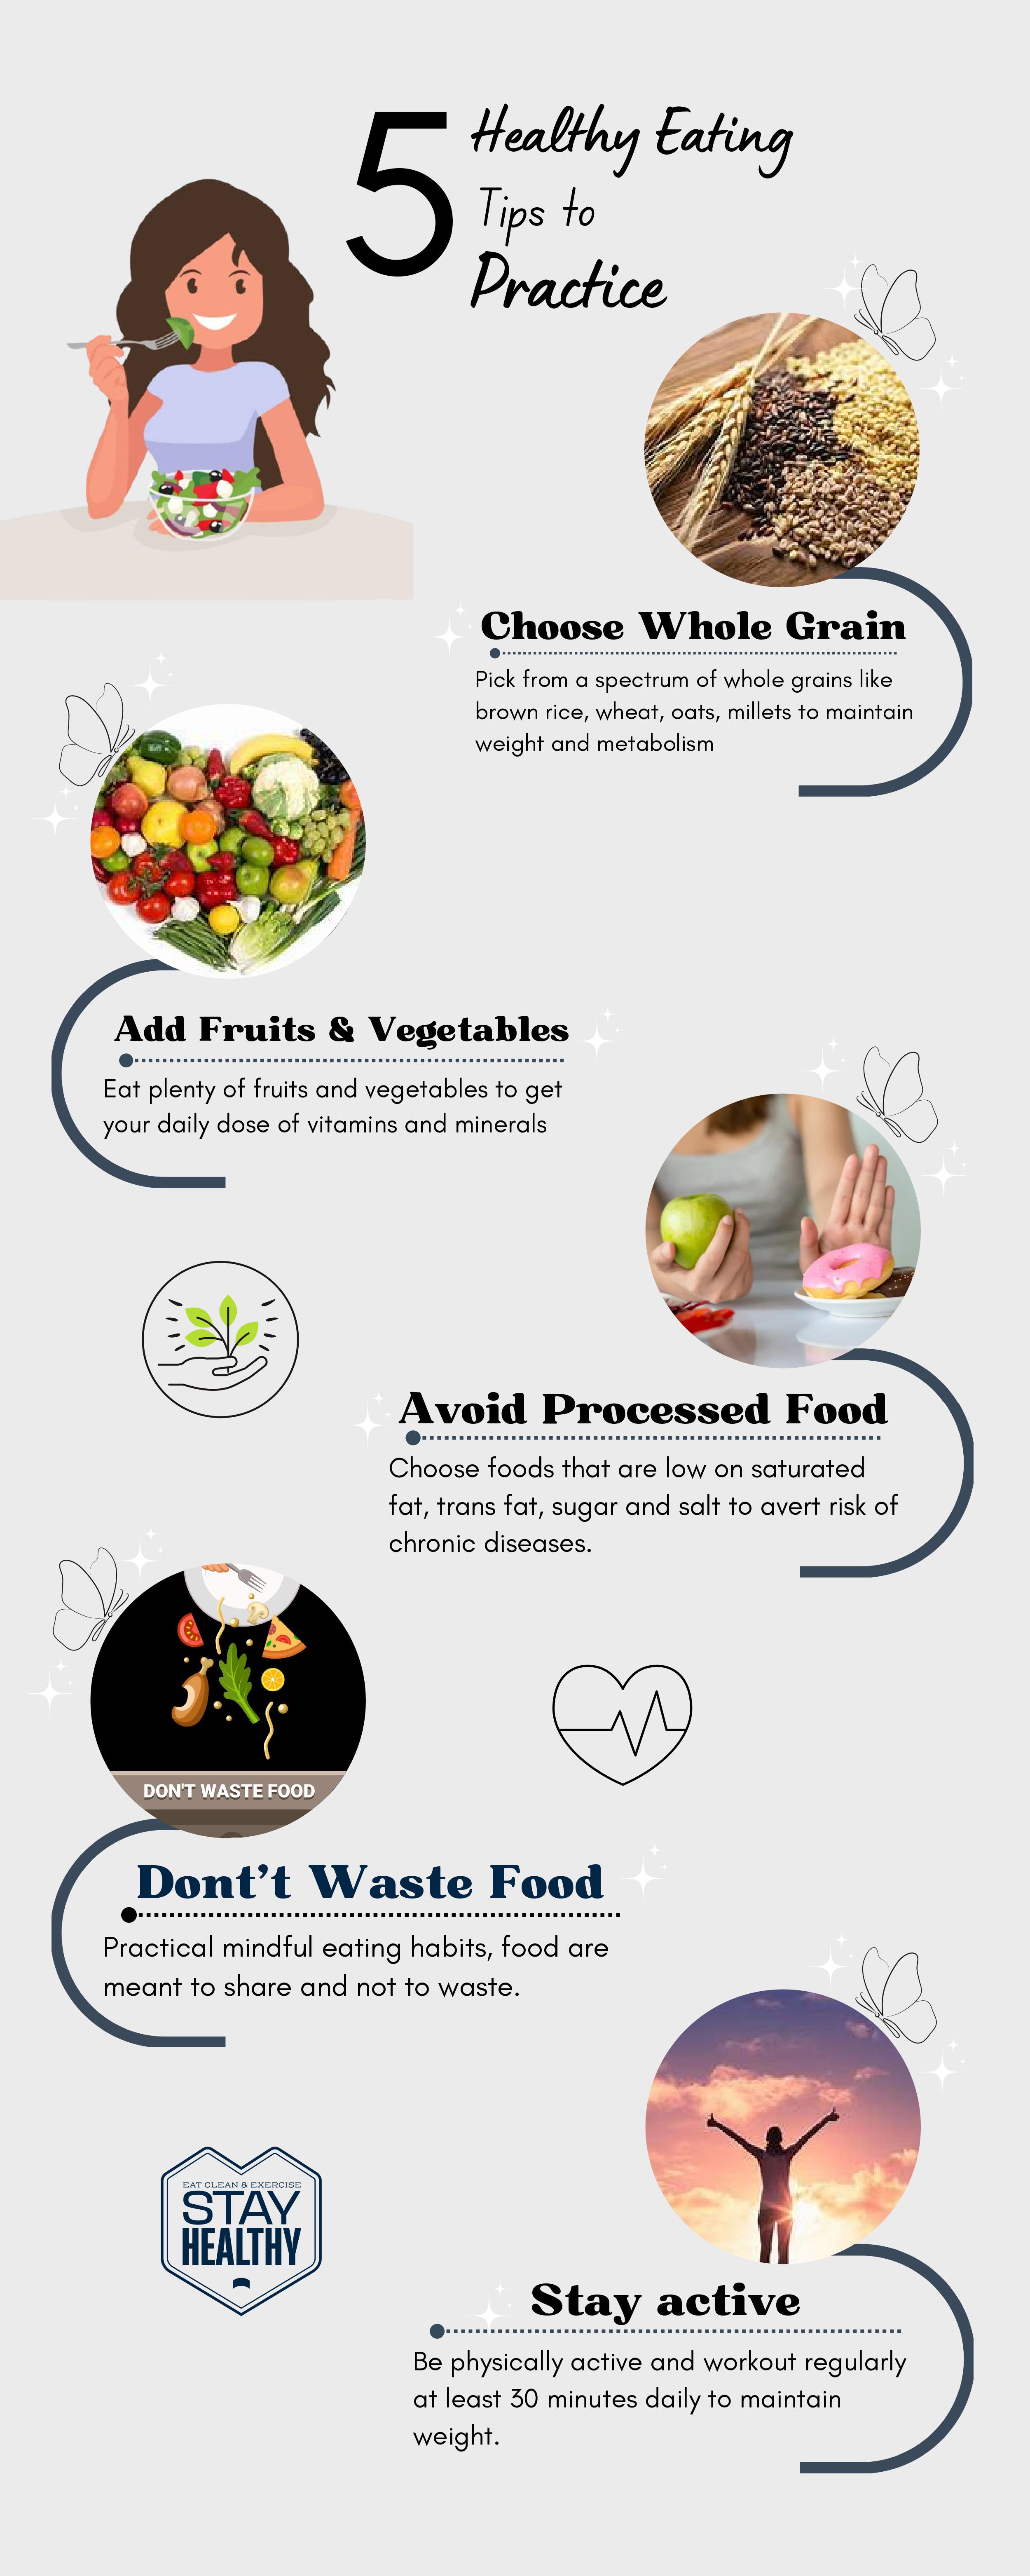 5 Healthy Eating
Tips to
Practice
Choose Whole Grain
Pick from a spectrum of whole grains like
brown rice, wheat, oats, millets to maintain
weight and metabolism
Add Fruits & Vegetables
Eat plenty of fruits and vegetables to get
your daily dose of vitamins and minerals
Avoid Processed Food
Choose foods that are low on saturated
fat, trans fat, sugar and salt to avert risk of
chronic diseases.
DON'T WASTE FOOD
Dont't Waste Food
Practical mindful eating habits, food are
meant to share and not to waste.
EAT CLEAN & EXERCISE
STAY
HEALTHY
Stay active
Be physically active and workout regularly
at least 30 minutes daily to maintain
weight.